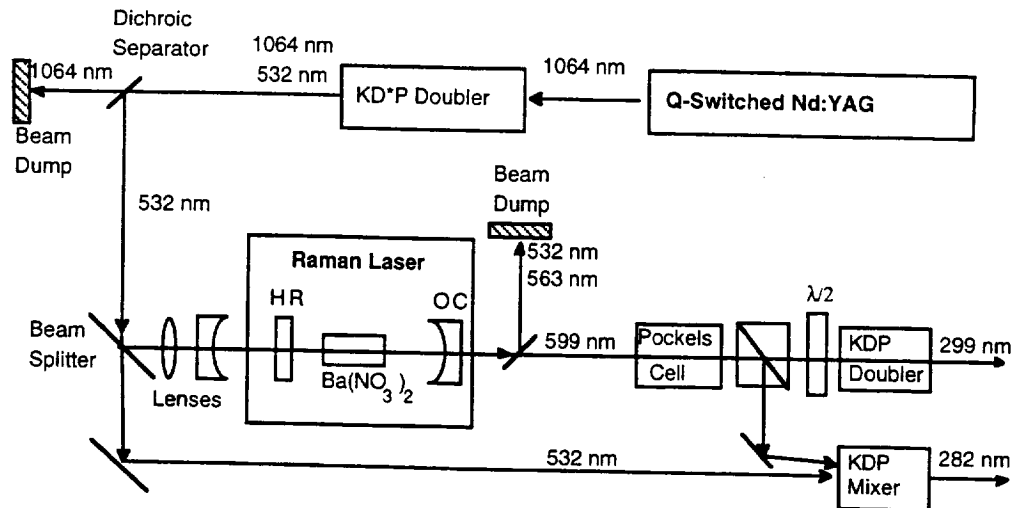 Dichroic
Separator
1064 nm
1064 nm
532 nm
1064 nm
KD*P Doubler
Q-Switched Nd:YAG
Beam
Dump
532 nm
Beam
Dump
532 nm
563 nm
Raman Laser
HR
OC
λ/2
Beam
Splitter
599 nm
Pockels
Cell
KDP
Doubler
299 nm
Lenses
Ba(NO3)2
532 nm
KDP
Mixer
282 nm